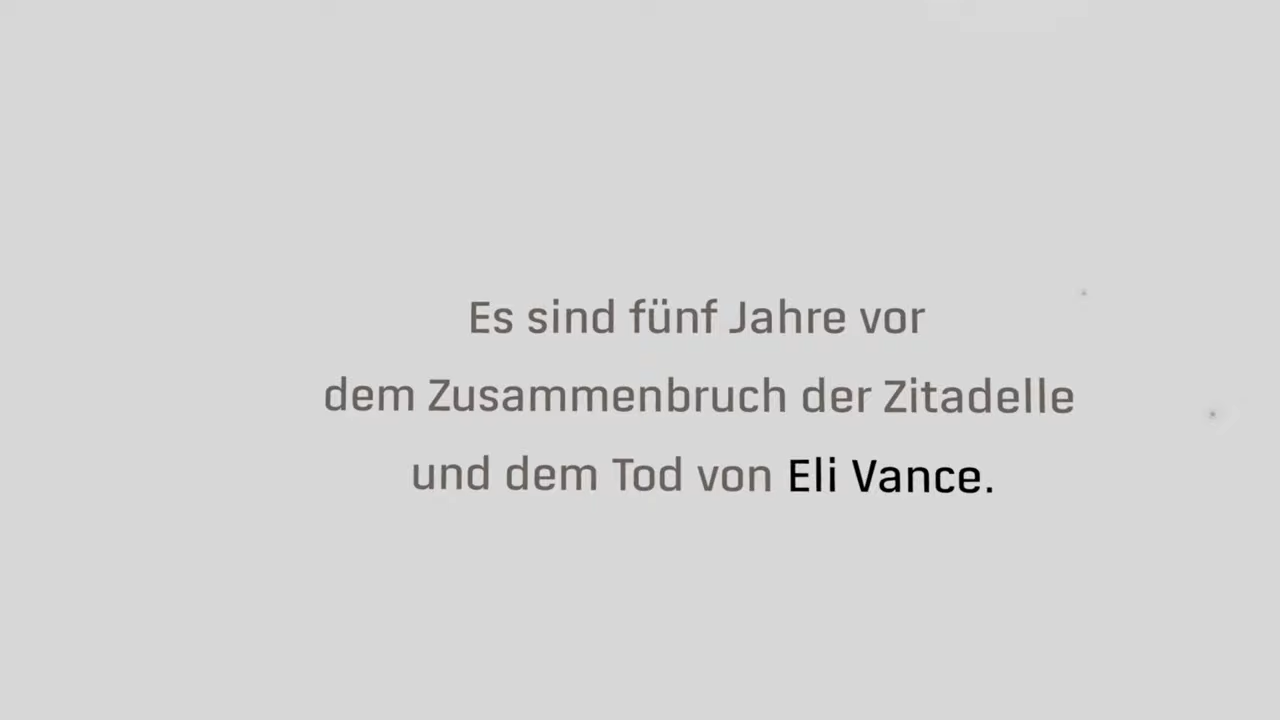 Es sind fünf Jahre vor
dem Zusammenbruch der Zitadelle
und dem Tod von Eli Vance.